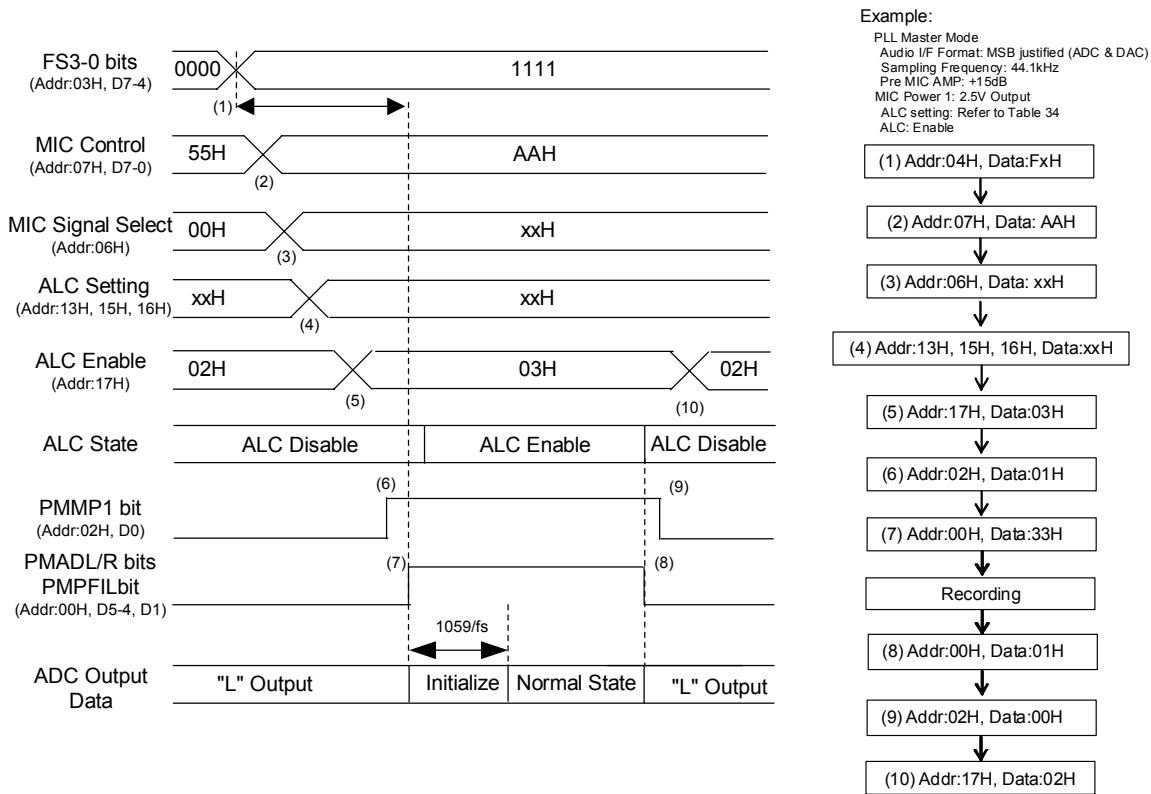 FS3-0 bits
(Addr:03H, D7-4)
0000
1111
(1)
MIC Control
(Addr:07H, D7-0)
55H
AAH
(2)
MIC Signal Select
(Addr:06H)
00H
xxH
(3)
ALC Setting
(Addr:13H, 15H, 16H)
xxH
xxH
(4)
ALC Enable
(Addr:17H)
02H
03H
02H
(5)
(10)
ALC State
ALC Disable
ALC Enable
ALC Disable
PMMP1 bit
(Addr:02H, D0)
(6)
(9)
PMADL/R bits
PMPFILbit
(Addr:00H, D5-4, D1)
(7)
(8)
1059/fs
ADC Output
Data
"L" Output
Initialize
Normal State
"L" Output
Example:
PLL Master Mode
Audio I/F Format: MSB justified (ADC & DAC)
Sampling Frequency: 44.1kHz
Pre MIC AMP: +15dB
MIC Power 1: 2.5V Output
ALC setting: Refer to Table 34
ALC: Enable
(1) Addr:04H, Data:FxH
(2) Addr:07H, Data: AAH
(3) Addr:06H, Data: xxH
(4) Addr:13H, 15H, 16H, Data:xxH
(5) Addr:17H, Data:03H
(6) Addr:02H, Data:01H
(7) Addr:00H, Data:33H
Recording
(8) Addr:00H, Data:01H
(9) Addr:02H, Data:00H
(10) Addr:17H, Data:02H